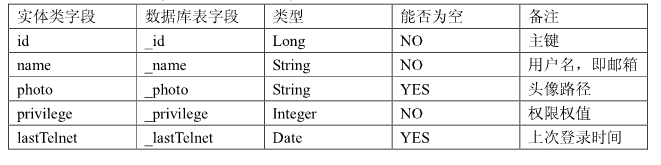 实体类字段 数据库表字段 类型 能否为空 备注
id _id Long NO 主键
name _name String NO 用户名，即邮箱
photo _photo String YES 头像路径
privilege _privilege Integer NO 权限权值
lastTelnet _lastTelnet Date YES 上次登录时间